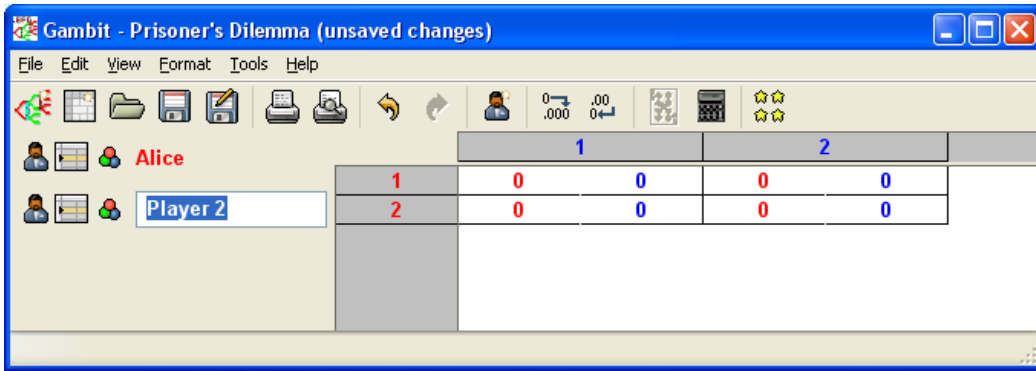 Gambit - Prisoner's Dilemma (unsaved changes)
File Edit View Format Tools Help
0 .000 .00 0
Alice
1 2
1 0 0 0 0
Player 2
2 0 0 0 0